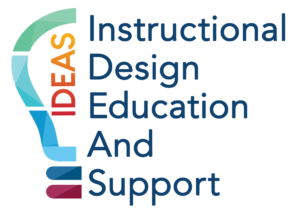 IDEAS
Instructional
Design
Education
And
Support